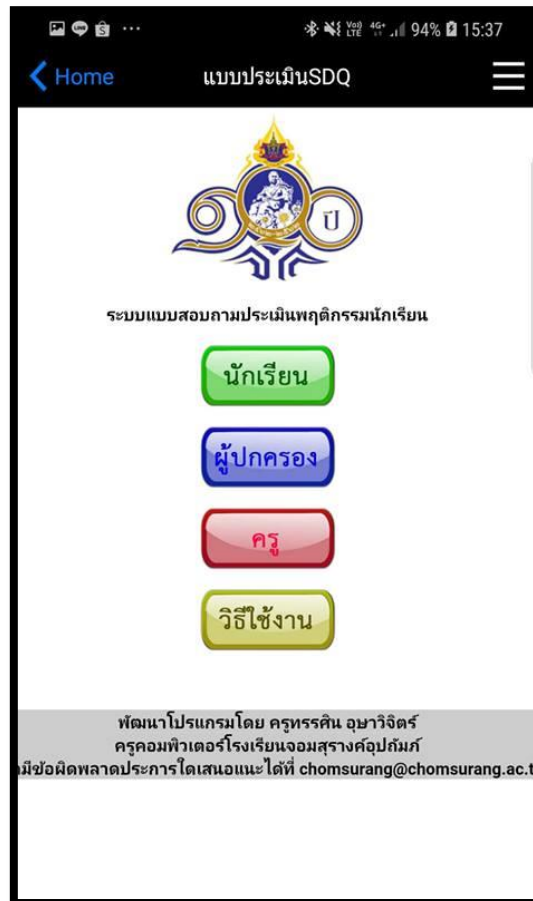 VoLTE 4G+ 94% 15:37
Home แบบประเมินSDQ
๑๒๐ ปี
ระบบแบบสอบถามประเมินพฤติกรรมนักเรียน
นักเรียน
ผู้ปกครอง
ครู
วิธีใช้งาน
พัฒนาโปรแกรมโดย ครูทรรศิน อุษาวิจิตร์
ครูคอมพิวเตอร์โรงเรียนจอมสุรางค์อุปถัมภ์
มีข้อผิดพลาดประการใดเสนอแนะได้ที่ chomsurang@chomsurang.ac.t